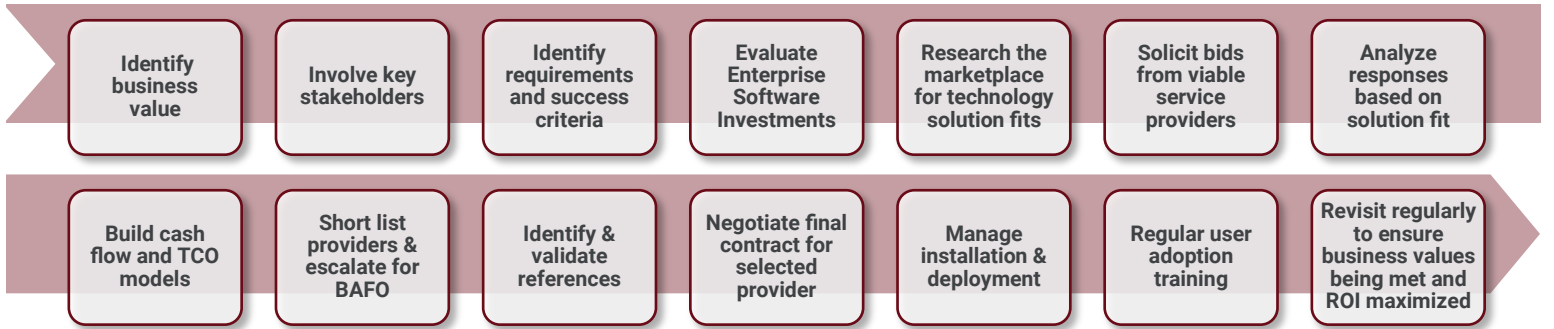 Identify
business
value
Involve key
stakeholders
Identify
requirements
and success
criteria
Evaluate
Enterprise
Software
Investments
Research the
marketplace
for technology
solution fits
Solicit bids
from viable
service
providers
Analyze
responses
based on
solution fit
Build cash
flow and TCO
models
Short list
providers &
escalate for
BAFO
Identify &
validate
references
Negotiate final
contract for
selected
provider
Manage
installation &
deployment
Regular user
adoption
training
Revisit regularly
to ensure
business values
being met and
ROI maximized